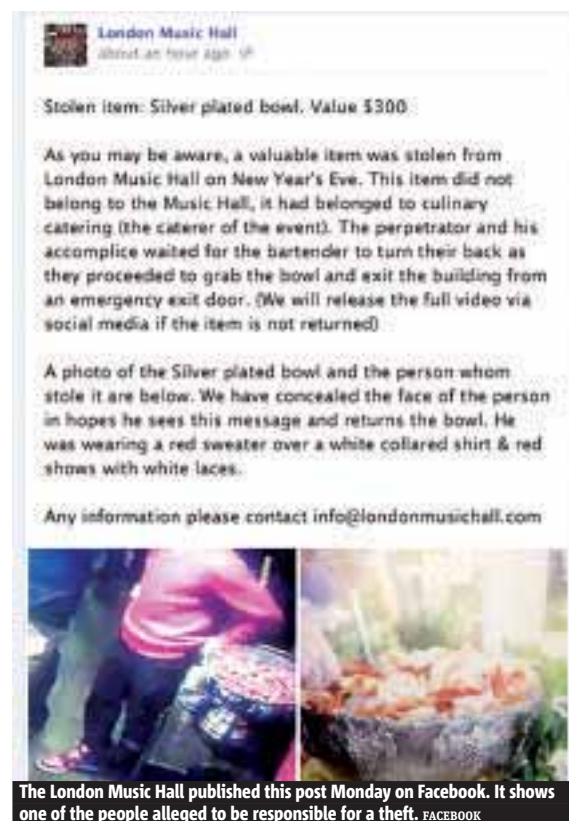 London Music Hall
about an hour ago
Stolen item: Silver plated bowl. Value $300
As you may be aware, a valuable item was stolen from
London Music Hall on New Year's Eve. This item did not
belong to the Music Hall, it had belonged to culinary
catering (the caterer of the event). The perpetrator and his
accomplice waited for the bartender to turn their back as
they proceeded to grab the bowl and exit the building from
an emergency exit door. (We will release the full video via
social media if the item is not returned)
A photo of the Silver plated bowl and the person whom
stole it are below. We have concealed the face of the person
in hopes he sees this message and returns the bowl. He
was wearing a red sweater over a white collared shirt & red
shows with white laces.
Any information please contact info@londonmusichall.com
The London Music Hall published this post Monday on Facebook. It shows
one of the people alleged to be responsible for a theft. FACEBOOK